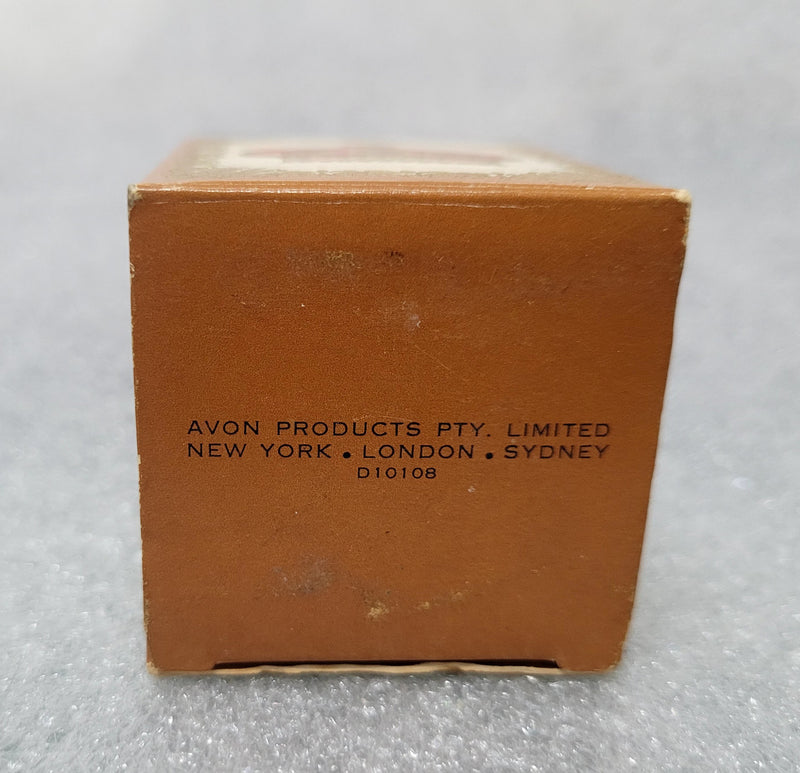 AVON PRODUCTS PTY. LIMITED
NEW YORK • LONDON • SYDNEY
D10108